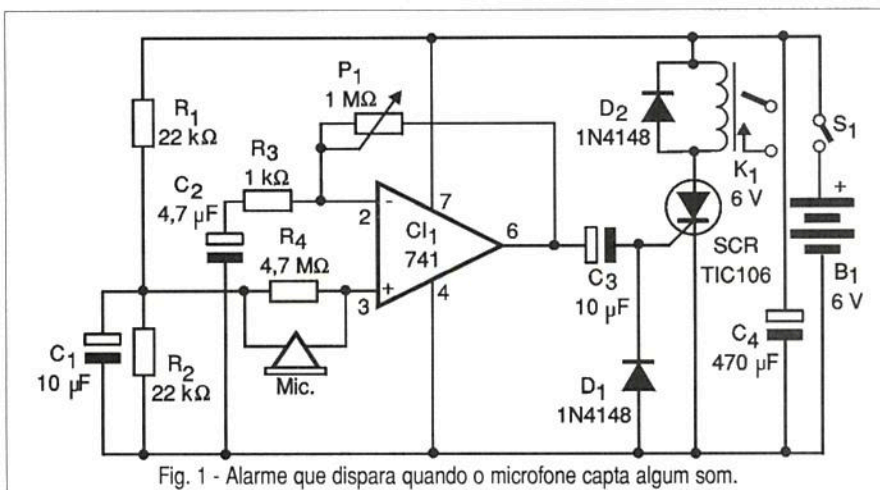 P1
1 MΩ
R1
22 kΩ
R3
1 kΩ
C2
4,7 µF
R4
4,7 MΩ
2
-
3
+
7
CI1
741
6
4
Mic.
C1
10 µF
R2
22 kΩ
C3
10 µF
D1
1N4148
D2
1N4148
K1
6 V
SCR
TIC106
S1
+
B1
6 V
C4
470 µF
Fig. 1 - Alarme que dispara quando o microfone capta algum som.